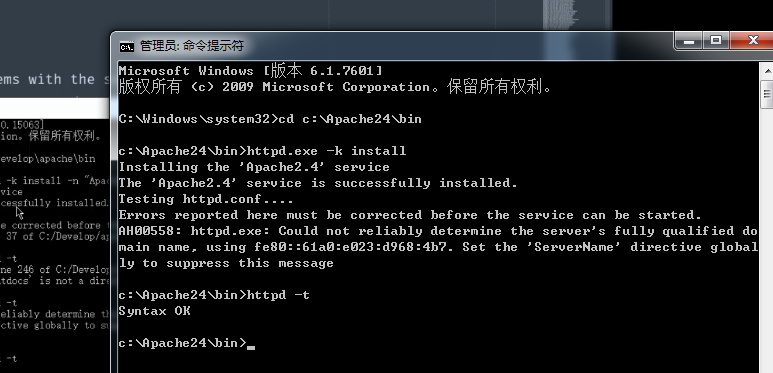 ems with the s
管理员: 命令提示符
Microsoft Windows [版本 6.1.7601]
版权所有 (c) 2009 Microsoft Corporation。保留所有权利。
C:\Windows\system32>cd c:\Apache24\bin
c:\Apache24\bin>httpd.exe -k install
Installing the 'Apache2.4' service
The 'Apache2.4' service is successfully installed.
Testing httpd.conf....
Errors reported here must be corrected before the service can be started.
AH00558: httpd.exe: Could not reliably determine the server's fully qualified do
main name, using fe80::61a0:e023:d968:4b7. Set the 'ServerName' directive global
ly to suppress this message
c:\Apache24\bin>httpd -t
Syntax OK
c:\Apache24\bin>
0.15063]
ion。保留所有权利。
evelop\apache\bin
-k install -n "Apa
vice
cessfully installed.
e corrected before t
37 of C:/Develop/ap
-t
ne 246 of C:/Develop
tdocs' is not a dire
-t
reliably determine th
ective globally to su
-t